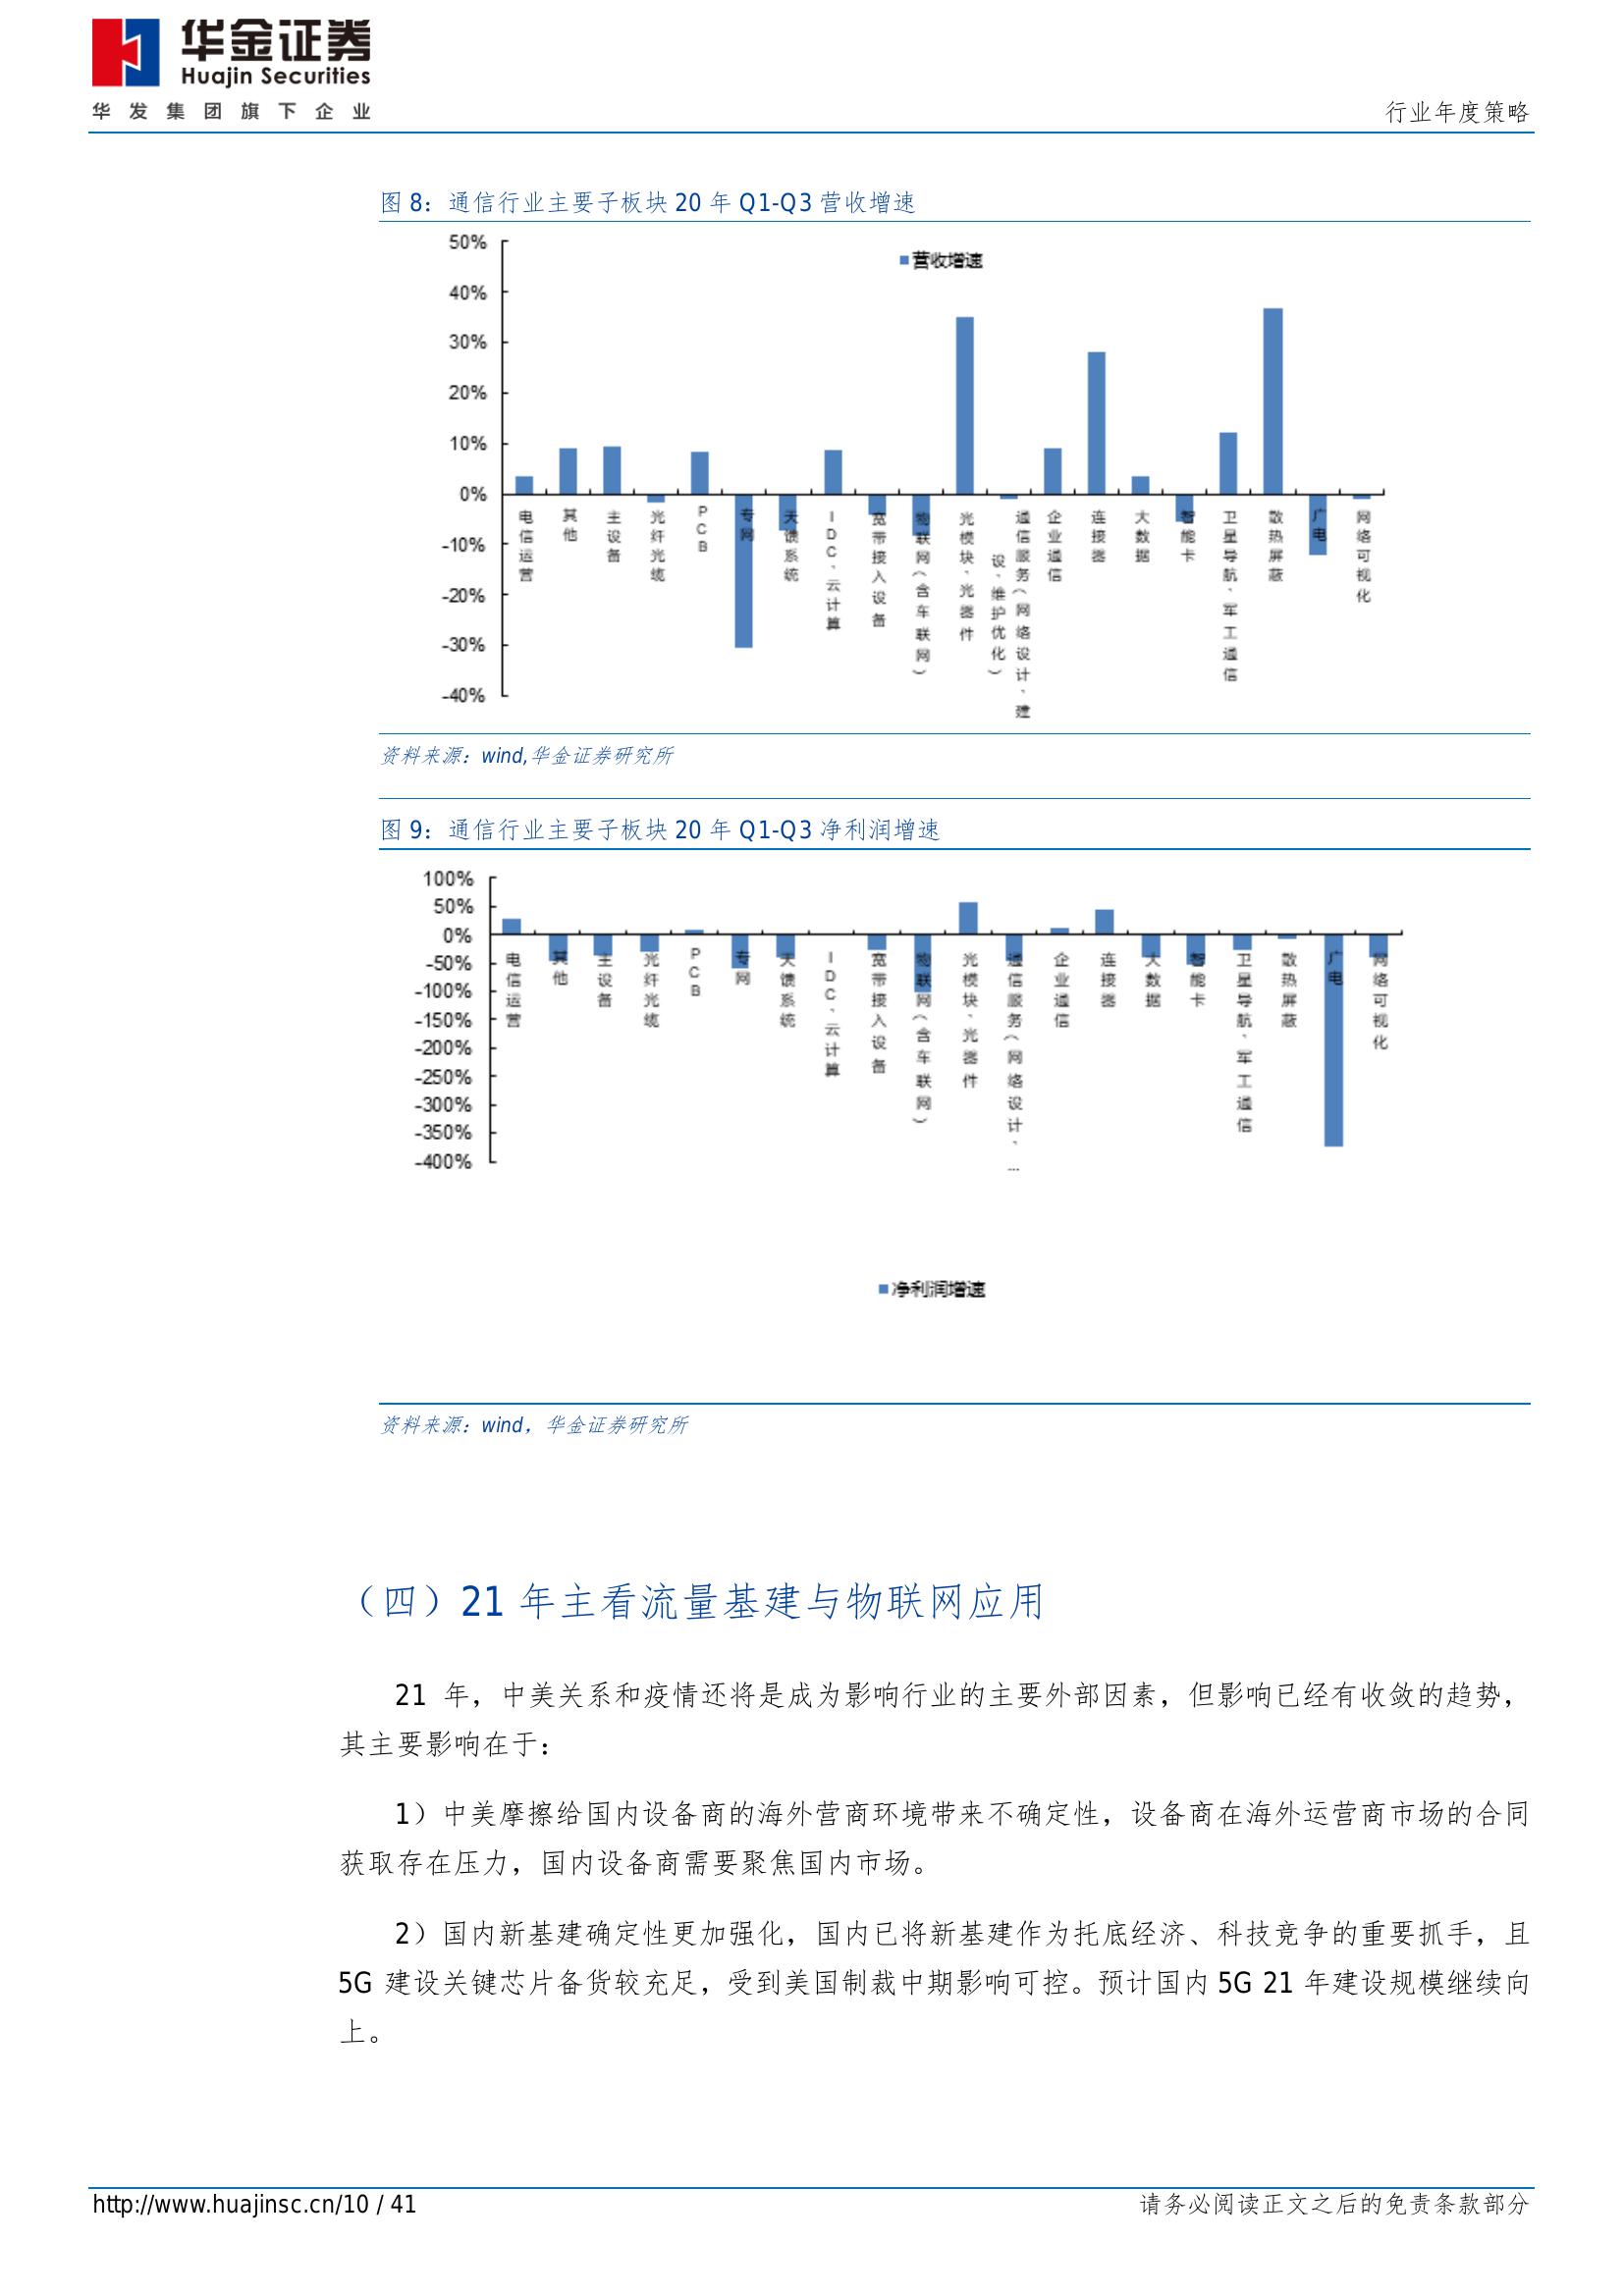 华金证券
Huajin Securities
华发集团旗下企业
行业年度策略
图 8：通信行业主要子板块 20 年 Q1-Q3 营收增速
营收增速
50%
40%
30%
20%
10%
0%
-10%
-20%
-30%
-40%
电信运营
其他
主设备
光纤光缆
PCB
专网
天馈系统
IDC、云计算
宽带接入设备
物联网（含车联网）
光模块、光器件
通信服务（网络设计、建设、维护优化）
企业通信
连接器
大数据
智能卡
卫星导航、军工通信
散热屏蔽
广电
网络可视化
资料来源：wind,华金证券研究所
图 9：通信行业主要子板块 20 年 Q1-Q3 净利润增速
100%
50%
0%
-50%
-100%
-150%
-200%
-250%
-300%
-350%
-400%
电信运营
其他
主设备
光纤光缆
PCB
专网
天馈系统
IDC、云计算
宽带接入设备
物联网（含车联网）
光模块、光器件
通信服务（网络设计、...
企业通信
连接器
大数据
智能卡
卫星导航、军工通信
散热屏蔽
广电
网络可视化
净利润增速
资料来源：wind，华金证券研究所
（四）21 年主看流量基建与物联网应用
21 年，中美关系和疫情还将是成为影响行业的主要外部因素，但影响已经有收敛的趋势，
其主要影响在于：
1）中美摩擦给国内设备商的海外营商环境带来不确定性，设备商在海外运营商市场的合同
获取存在压力，国内设备商需要聚焦国内市场。
2）国内新基建确定性更加强化，国内已将新基建作为托底经济、科技竞争的重要抓手，且
5G 建设关键芯片备货较充足，受到美国制裁中期影响可控。预计国内 5G 21 年建设规模继续向
上。
http://www.huajinsc.cn/10 / 41
请务必阅读正文之后的免责条款部分